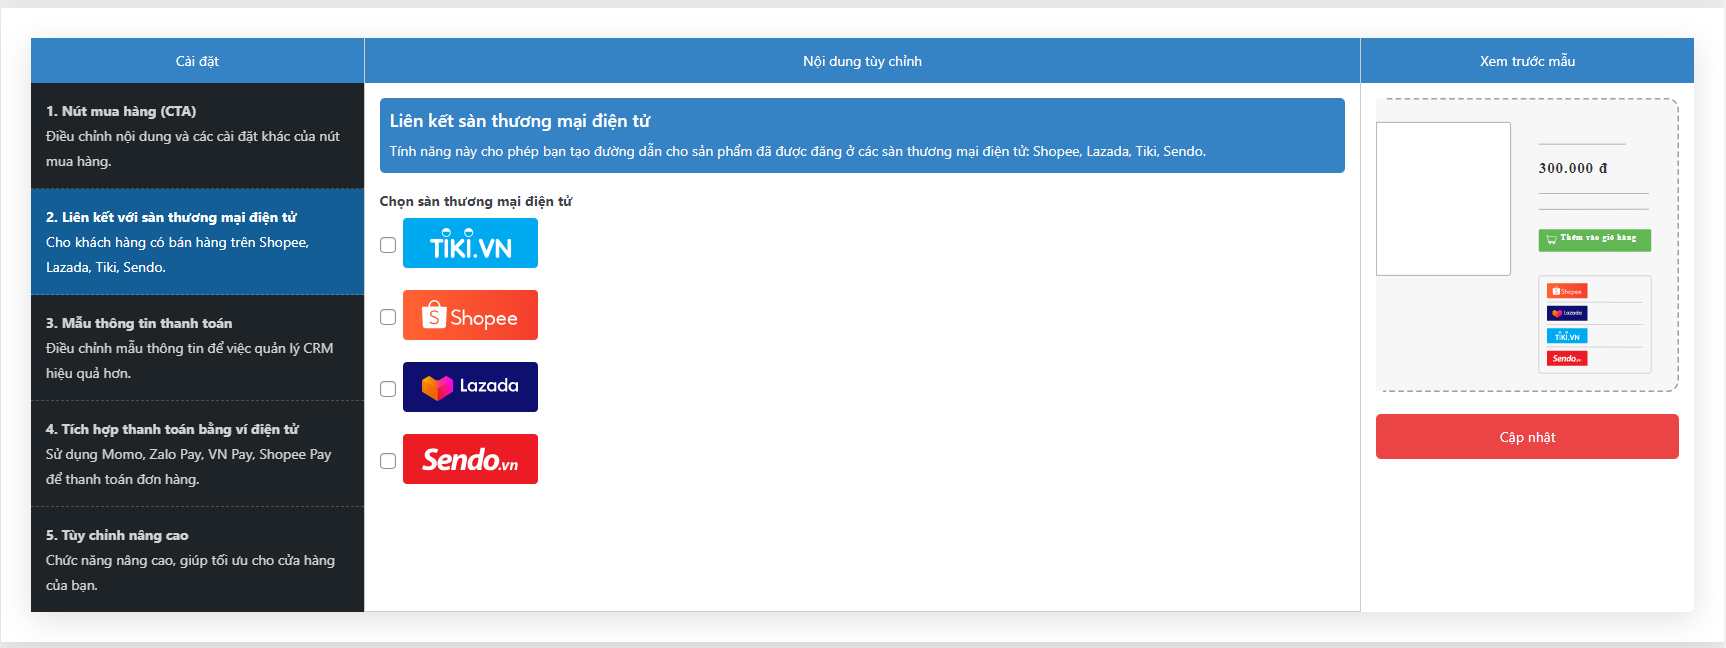 Cài đặt
Nội dung tùy chỉnh
Xem trước mẫu
1. Nút mua hàng (CTA)
Điều chỉnh nội dung và các cài đặt khác của nút
mua hàng.
2. Liên kết với sàn thương mại điện tử
Cho khách hàng có bán hàng trên Shopee,
Lazada, Tiki, Sendo.
3. Mẫu thông tin thanh toán
Điều chỉnh mẫu thông tin để việc quản lý CRM
hiệu quả hơn.
4. Tích hợp thanh toán bằng ví điện tử
Sử dụng Momo, Zalo Pay, VN Pay, Shopee Pay
để thanh toán đơn hàng.
5. Tùy chỉnh nâng cao
Chức năng nâng cao, giúp tối ưu cho cửa hàng
của bạn.
Liên kết sàn thương mại điện tử
Tính năng này cho phép bạn tạo đường dẫn cho sản phẩm đã được đăng ở các sàn thương mại điện tử: Shopee, Lazada, Tiki, Sendo.
Chọn sàn thương mại điện tử
TIKI.VN
Shopee
Lazada
Sendo.vn
300.000 đ
Thêm vào giỏ hàng
Shopee
Lazada
TIKI.VN
Sendo.vn
Cập nhật